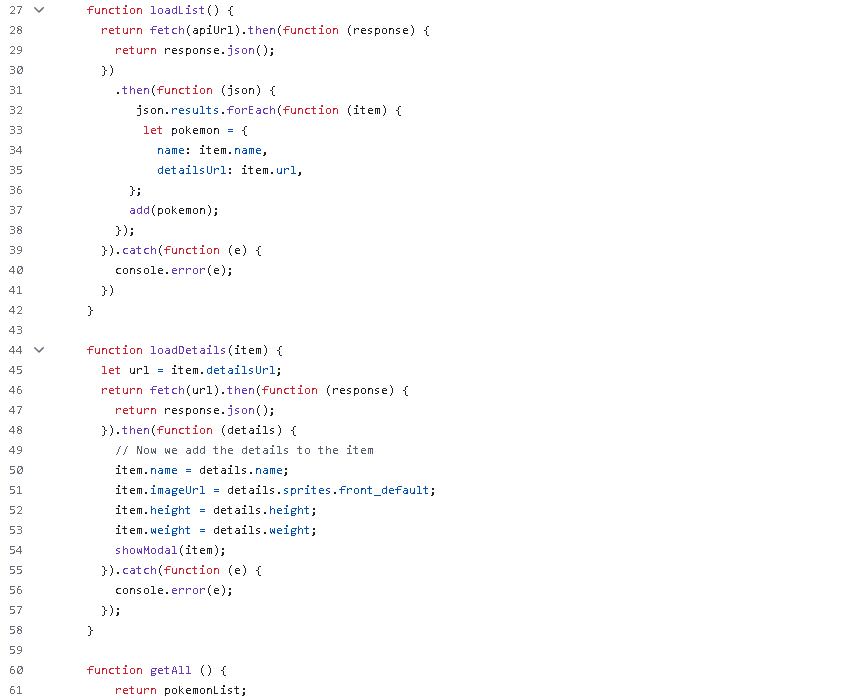 27 function loadList() {
28 return fetch(apiUrl).then(function (response) {
29 return response.json();
30 })
31 .then(function (json) {
32 json.results.forEach(function (item) {
33 let pokemon = {
34 name: item.name,
35 detailsUrl: item.url,
36 };
37 add(pokemon);
38 });
39 }).catch(function (e) {
40 console.error(e);
41 })
42 }
43
44 function loadDetails(item) {
45 let url = item.detailsUrl;
46 return fetch(url).then(function (response) {
47 return response.json();
48 }).then(function (details) {
49 // Now we add the details to the item
50 item.name = details.name;
51 item.imageUrl = details.sprites.front_default;
52 item.height = details.height;
53 item.weight = details.weight;
54 showModal(item);
55 }).catch(function (e) {
56 console.error(e);
57 });
58 }
59
60 function getAll () {
61 return pokemonList;